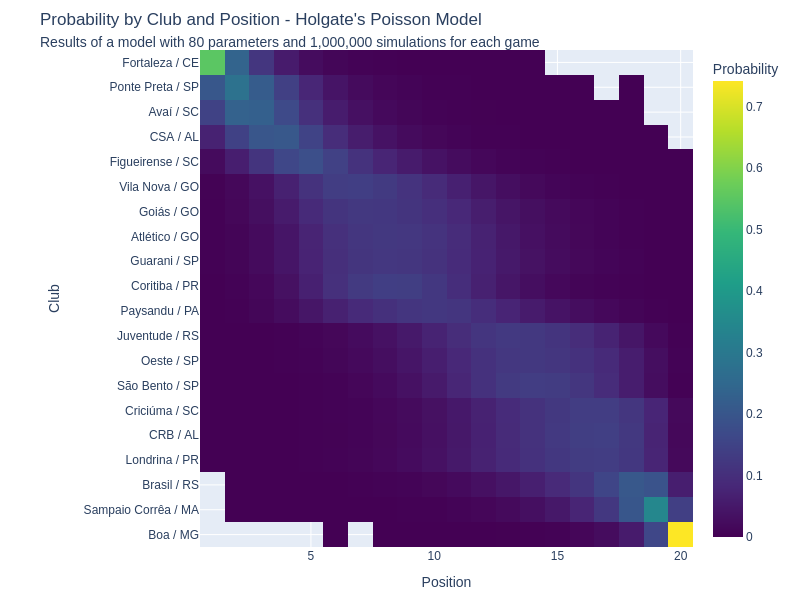 Probability by Club and Position - Holgate's Poisson Model
Results of a model with 80 parameters and 1,000,000 simulations for each game
Probability
Fortaleza / CE
Ponte Preta / SP
Avaí / SC
CSA / AL
Figueirense / SC
Vila Nova / GO
Goiás / GO
Atlético / GO
Guarani / SP
Coritiba / PR
Paysandu / PA
Juventude / RS
Oeste / SP
São Bento / SP
Criciúma / SC
CRB / AL
Londrina / PR
Brasil / RS
Sampaio Corrêa / MA
Boa / MG
Club
5
10
15
20
Position
0.7
0.6
0.5
0.4
0.3
0.2
0.1
0